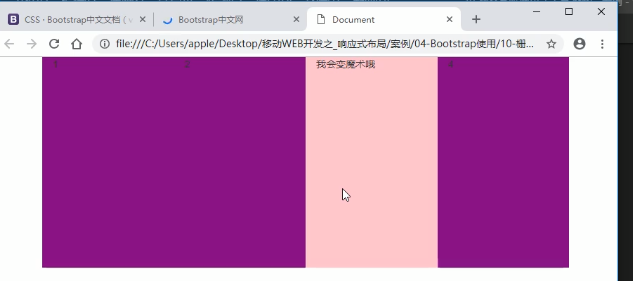 CSS · Bootstrap中文文档
Bootstrap中文网
Document
file:///C:/Users/apple/Desktop/移动WEB开发之_响应式布局/案例/04-Bootstrap使用/10-栅
1
2
我会变魔术哦
4